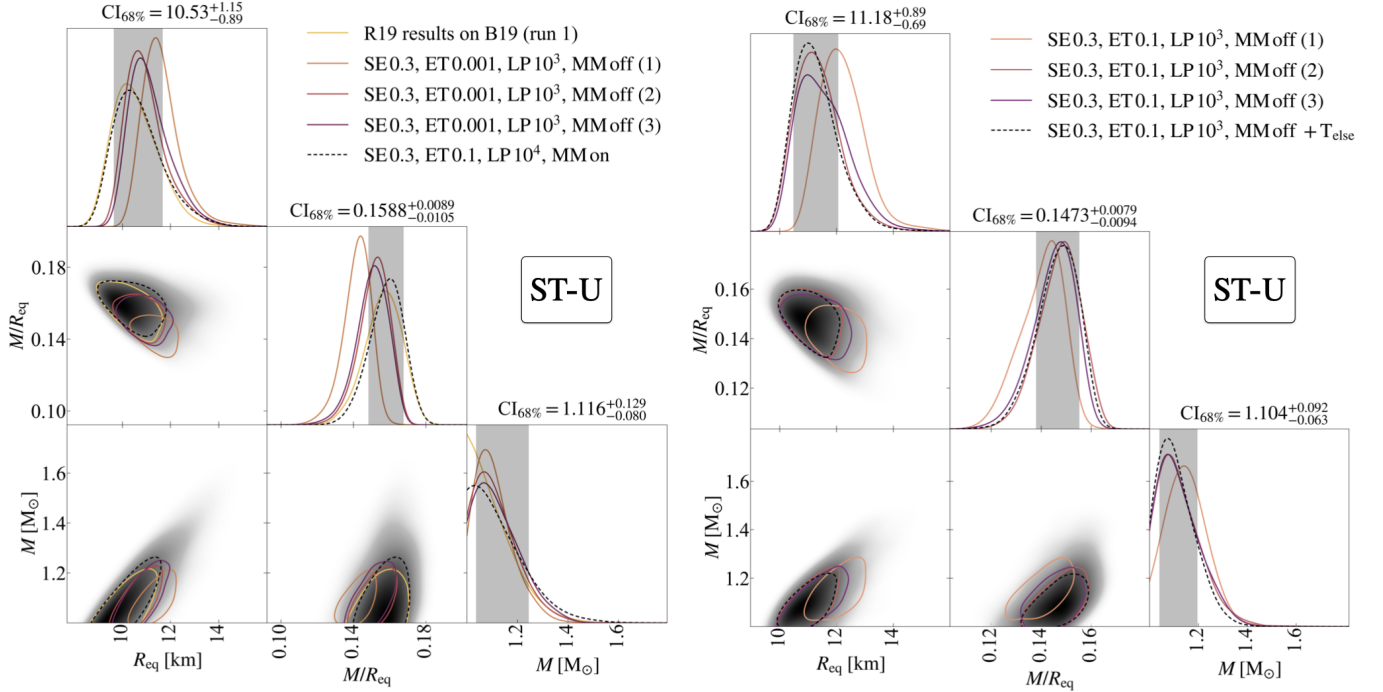 CI68% = 10.53+1.15−0.89
R19 results on B19 (run 1)
SE 0.3, ET 0.001, LP 10³, MM off (1)
SE 0.3, ET 0.001, LP 10³, MM off (2)
SE 0.3, ET 0.001, LP 10³, MM off (3)
SE 0.3, ET 0.1, LP 10⁴, MM on
CI68% = 0.1588+0.0089−0.0105
ST-U
0.18
0.14
0.10
M/Req
CI68% = 1.116+0.129−0.080
1.6
1.4
1.2
M [M⊙]
10
12
14
Req [km]
0.10
0.14
0.18
M/Req
1.2
1.6
M [M⊙]
CI68% = 11.18+0.89−0.69
SE 0.3, ET 0.1, LP 10³, MM off (1)
SE 0.3, ET 0.1, LP 10³, MM off (2)
SE 0.3, ET 0.1, LP 10³, MM off (3)
SE 0.3, ET 0.1, LP 10³, MM off + Telse
CI68% = 0.1473+0.0079−0.0094
ST-U
0.16
0.14
0.12
M/Req
CI68% = 1.104+0.092−0.063
1.6
1.4
1.2
M [M⊙]
10
12
14
Req [km]
0.12
0.14
0.16
M/Req
1.2
1.6
M [M⊙]